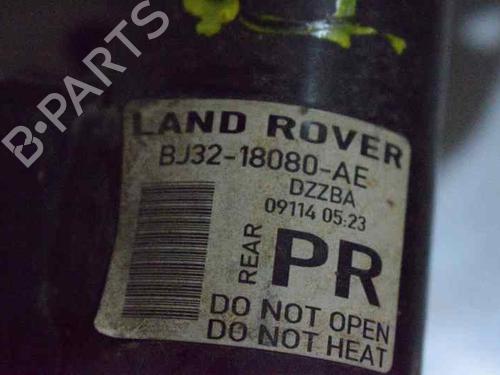 B-PARTS
LAND ROVER
BJ32-18080-AE
DZZBA
09114 05:23
REAR
PR
DO NOT OPEN
DO NOT HEAT